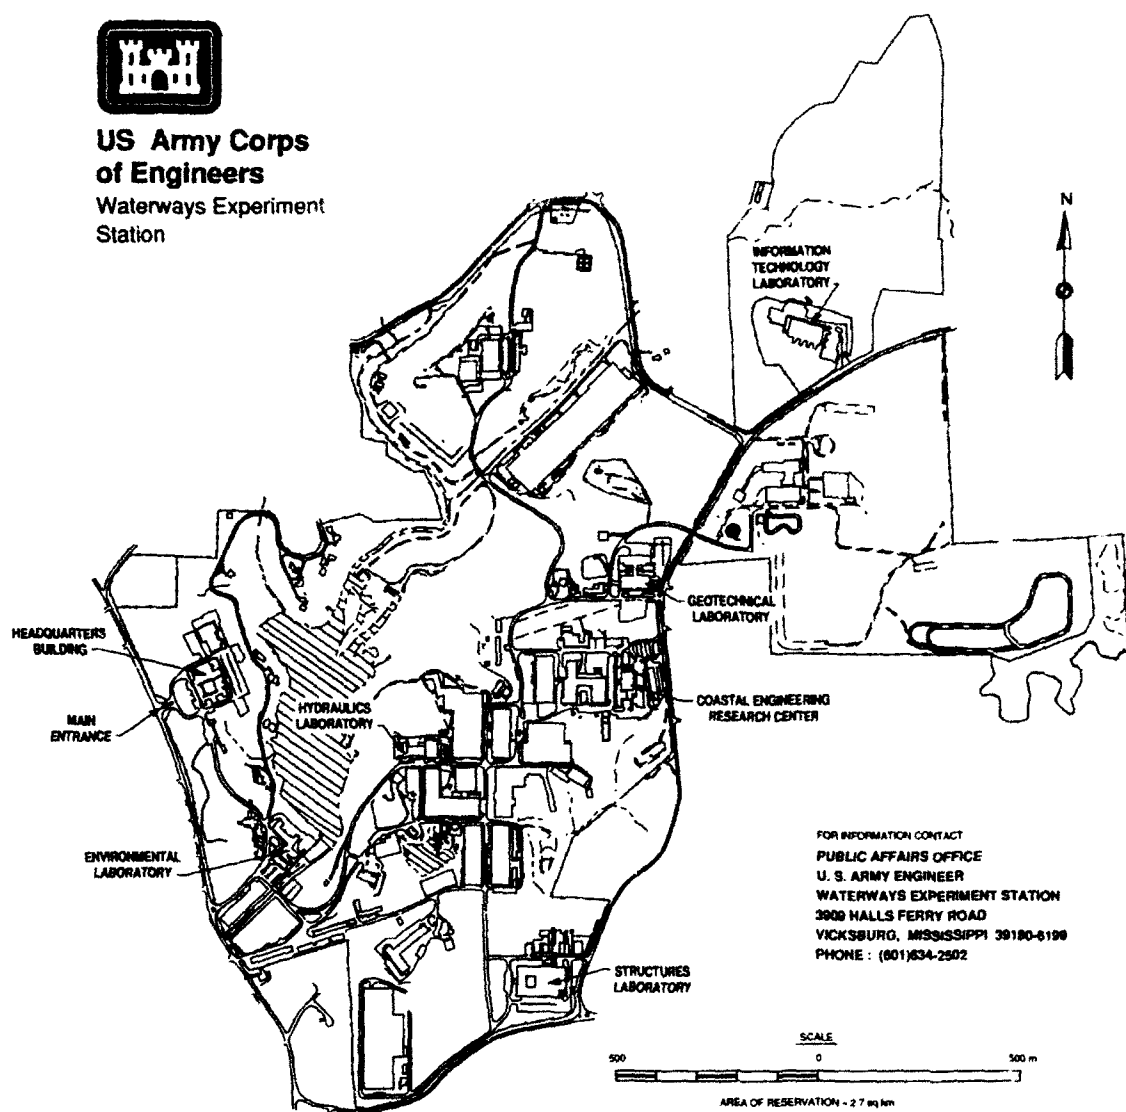 US Army Corps
of Engineers
Waterways Experiment
Station
N
INFORMATION
TECHNOLOGY
LABORATORY
GEOTECHNICAL
LABORATORY
HEADQUARTERS
BUILDING
HYDRAULICS
LABORATORY
COASTAL ENGINEERING
RESEARCH CENTER
MAIN
ENTRANCE
ENVIRONMENTAL
LABORATORY
FOR INFORMATION CONTACT
PUBLIC AFFAIRS OFFICE
U. S. ARMY ENGINEER
WATERWAYS EXPERIMENT STATION
3909 HALLS FERRY ROAD
VICKSBURG, MISSISSIPPI 39180-6199
PHONE : (601)634-2502
STRUCTURES
LABORATORY
SCALE
500 0 500 m
AREA OF RESERVATION - 2 7 sq km